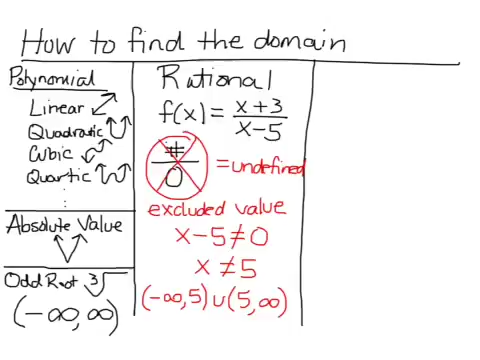 How to find the domain
Polynomial
Linear
Quadratic
Cubic
Quartic
⋮
Absolute Value
Odd Root ³√
(-∞,∞)
Rational
f(x) = x+3 / x-5
# / 0 = undefined
excluded value
x-5≠0
x≠5
(-∞,5)∪(5,∞)